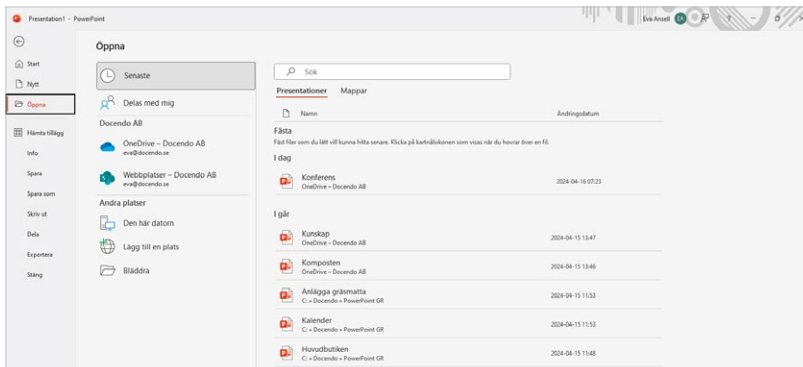 Presentation1 - PowerPoint
Eva Ansell
EA
Start
Nytt
Öppna
Hämta tillägg
Info
Spara
Spara som
Skriv ut
Dela
Exportera
Stäng
Öppna
Senaste
Delas med mig
Docendo AB
OneDrive – Docendo AB
eva@docendo.se
Webbplatser – Docendo AB
eva@docendo.se
Andra platser
Den här datorn
Lägg till en plats
Bläddra
Sök
Presentationer Mappar
Namn Ändringsdatum
Fästa
Fäst filer som du lätt vill kunna hitta senare. Klicka på kartnålsikonen som visas när du hovrar över en fil.
I dag
Konferens 2024-04-16 07:23
OneDrive – Docendo AB
I går
Kunskap 2024-04-15 13:47
OneDrive – Docendo AB
Komposten 2024-04-15 13:46
OneDrive – Docendo AB
Anlägga gräsmatta 2024-04-15 11:53
C: » Docendo » PowerPoint GR
Kalender 2024-04-15 11:53
C: » Docendo » PowerPoint GR
Huvudbutiken 2024-04-15 11:48
C: » Docendo » PowerPoint GR